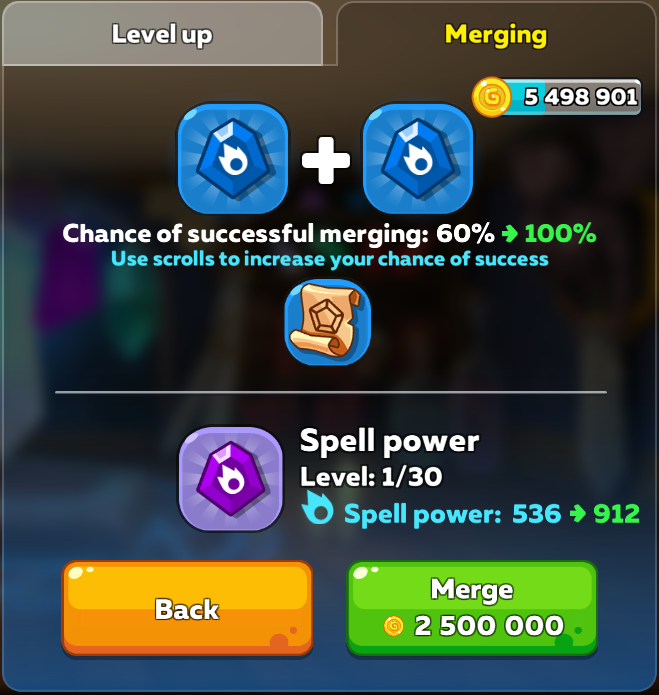 Level up
Merging
5 498 901
Chance of successful merging: 60% → 100%
Use scrolls to increase your chance of success
Spell power
Level: 1/30
Spell power: 536 → 912
Back
Merge
2 500 000